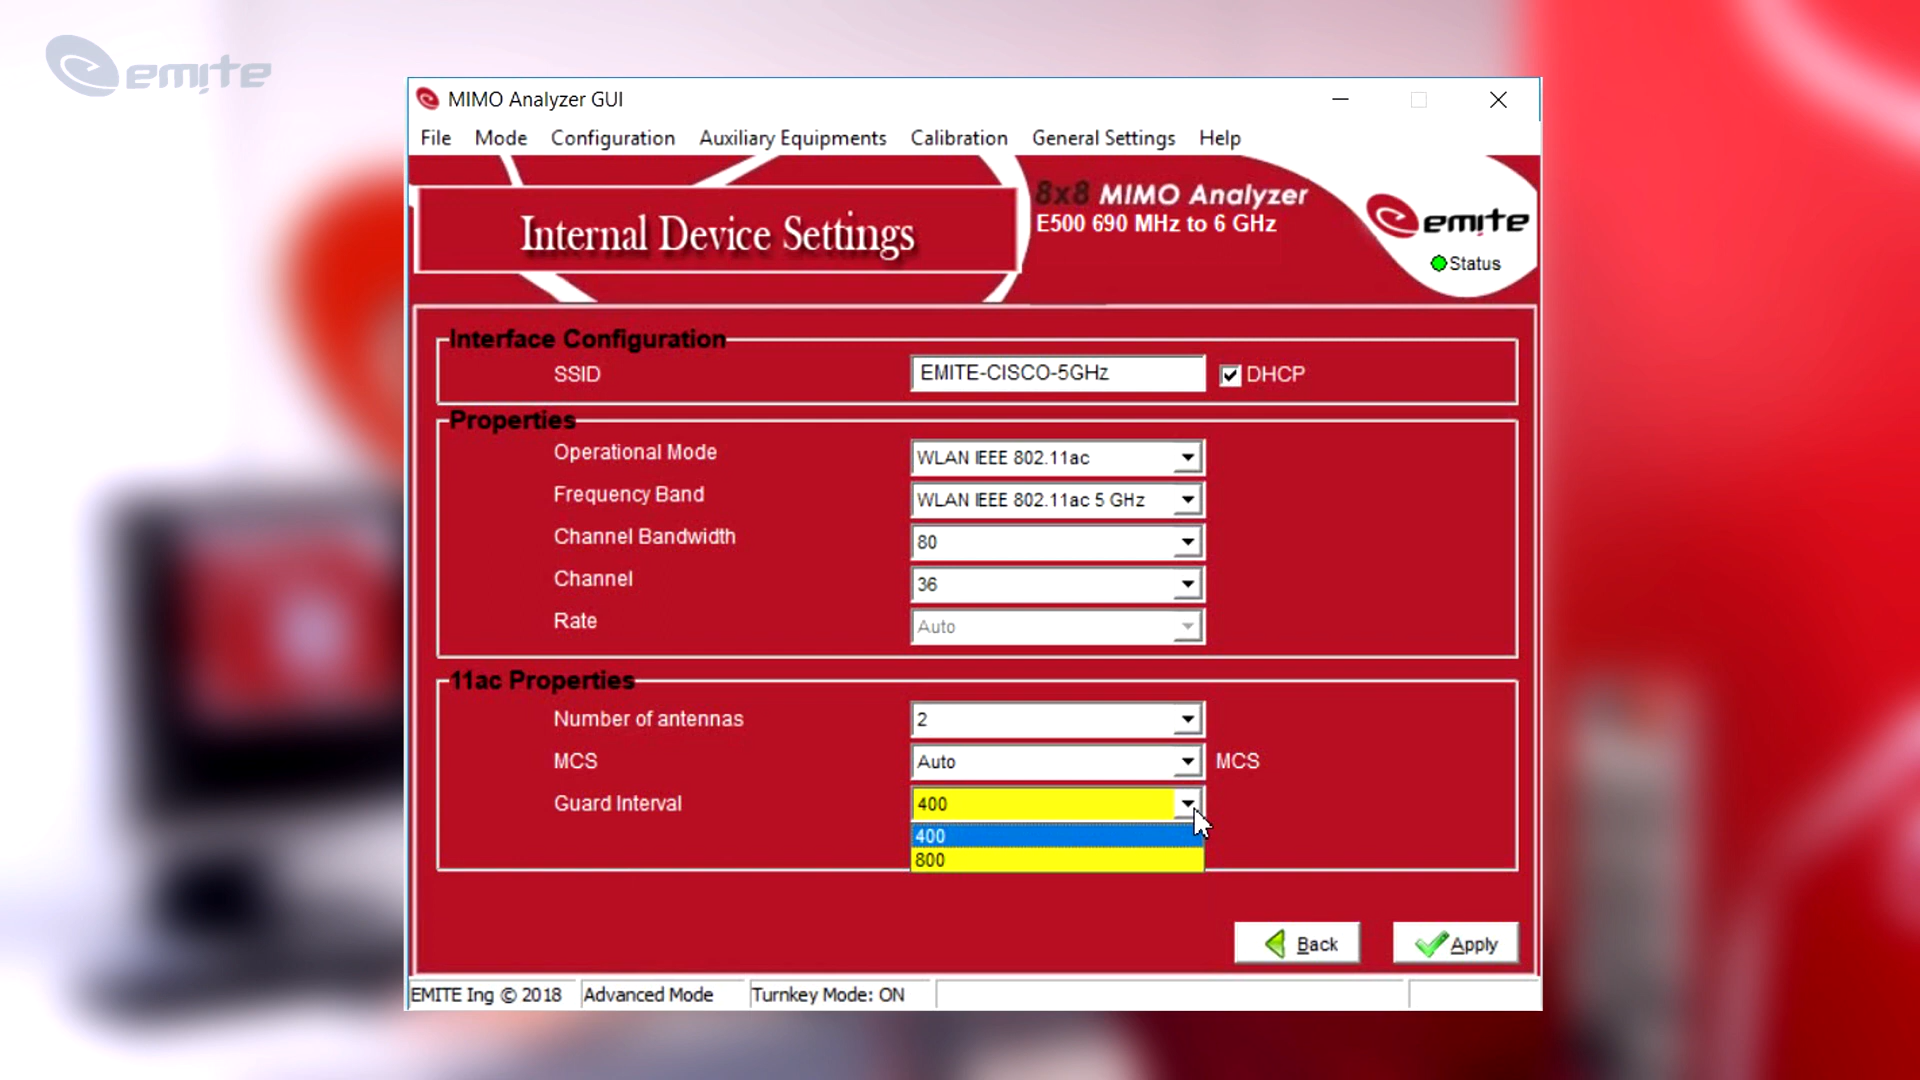 emite
MIMO Analyzer GUI
File Mode Configuration Auxiliary Equipments Calibration General Settings Help
Internal Device Settings
8x8 MIMO Analyzer
E500 690 MHz to 6 GHz
emite
Status
Interface Configuration
SSID EMITE-CISCO-5GHz DHCP
Properties
Operational Mode WLAN IEEE 802.11ac
Frequency Band WLAN IEEE 802.11ac 5 GHz
Channel Bandwidth 80
Channel 36
Rate Auto
11ac Properties
Number of antennas 2
MCS Auto MCS
Guard Interval 400
400
800
Back Apply
EMITE Ing © 2018 Advanced Mode Turnkey Mode: ON